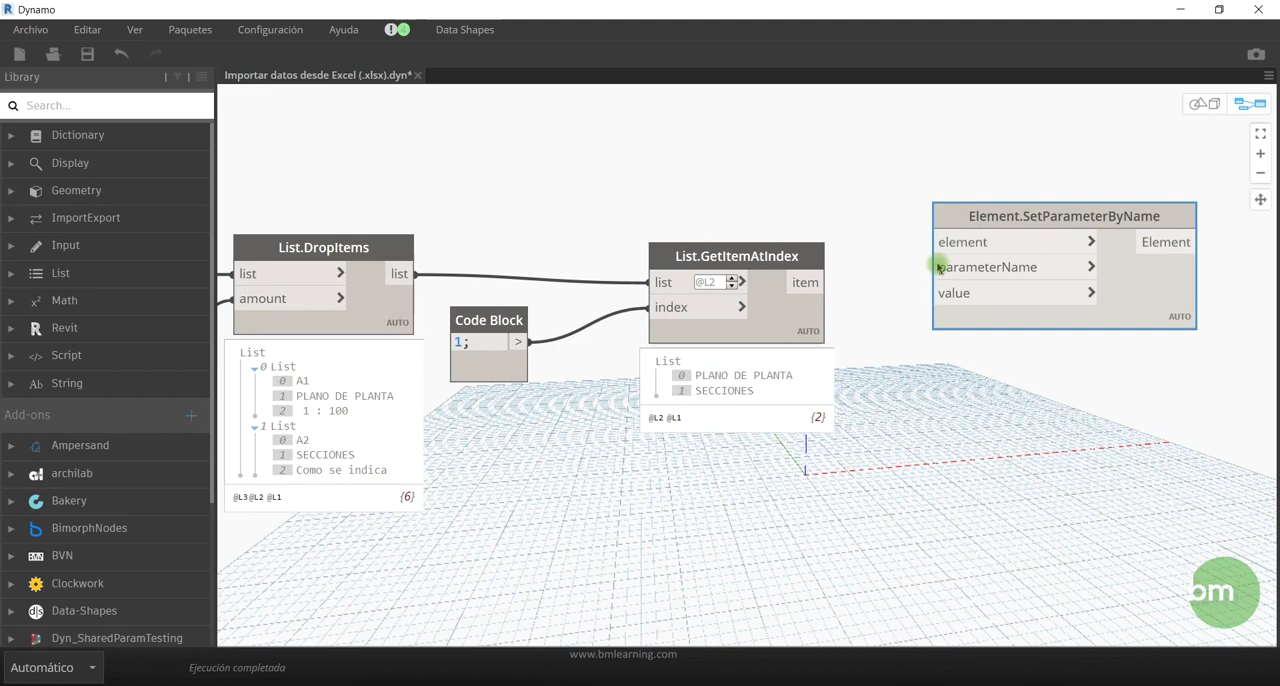 Dynamo
Archivo Editar Ver Paquetes Configuración Ayuda ! Data Shapes
Library
Importar datos desde Excel (.xlsx).dyn*
Search...
Dictionary
Display
Geometry
ImportExport
Input
List
Math
Revit
Script
Ab String
Add-ons
Ampersand
archilab
Bakery
BimorphNodes
BVN BVN
Clockwork
d|s Data-Shapes
Dyn_SharedParamTesting
List.DropItems
list > list
amount >
AUTO
List
0 List
0 A1
1 PLANO DE PLANTA
2 1 : 100
1 List
0 A2
1 SECCIONES
2 Como se indica
@L3 @L2 @L1 {6}
Code Block
1; >
List.GetItemAtIndex
list @L2 > item
index >
AUTO
List
0 PLANO DE PLANTA
1 SECCIONES
@L2 @L1 {2}
Element.SetParameterByName
element > Element
parameterName >
value >
AUTO
bm
www.bmlearning.com
Automático Ejecución completada